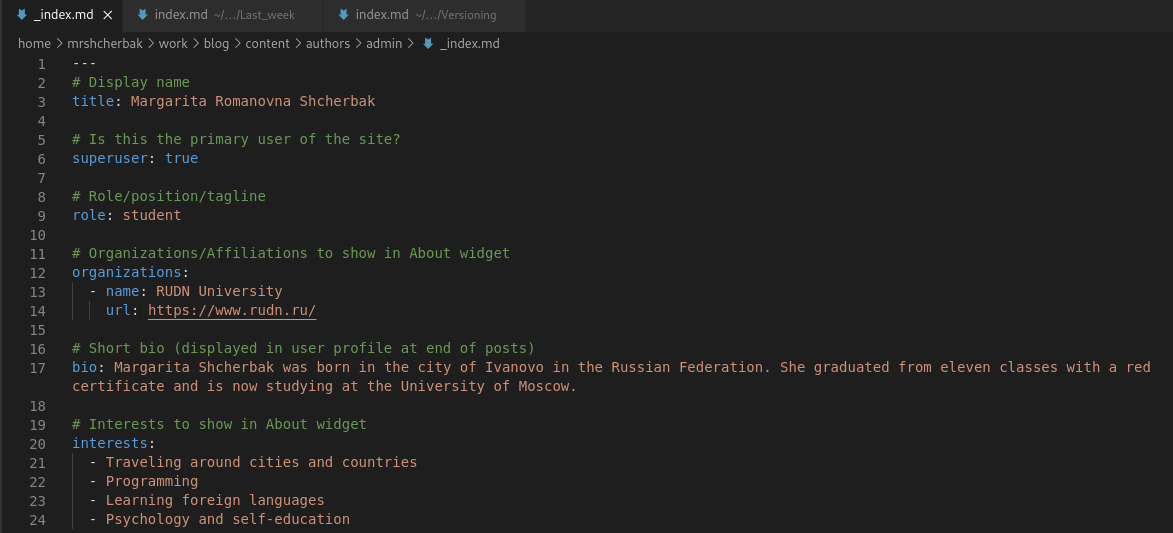 _index.md × index.md ~/.../Last_week index.md ~/.../Versioning
home > mrshcherbak > work > blog > content > authors > admin > _index.md
1 ---
2 # Display name
3 title: Margarita Romanovna Shcherbak
4
5 # Is this the primary user of the site?
6 superuser: true
7
8 # Role/position/tagline
9 role: student
10
11 # Organizations/Affiliations to show in About widget
12 organizations:
13 - name: RUDN University
14 url: https://www.rudn.ru/
15
16 # Short bio (displayed in user profile at end of posts)
17 bio: Margarita Shcherbak was born in the city of Ivanovo in the Russian Federation. She graduated from eleven classes with a red
certificate and is now studying at the University of Moscow.
18
19 # Interests to show in About widget
20 interests:
21 - Traveling around cities and countries
22 - Programming
23 - Learning foreign languages
24 - Psychology and self-education